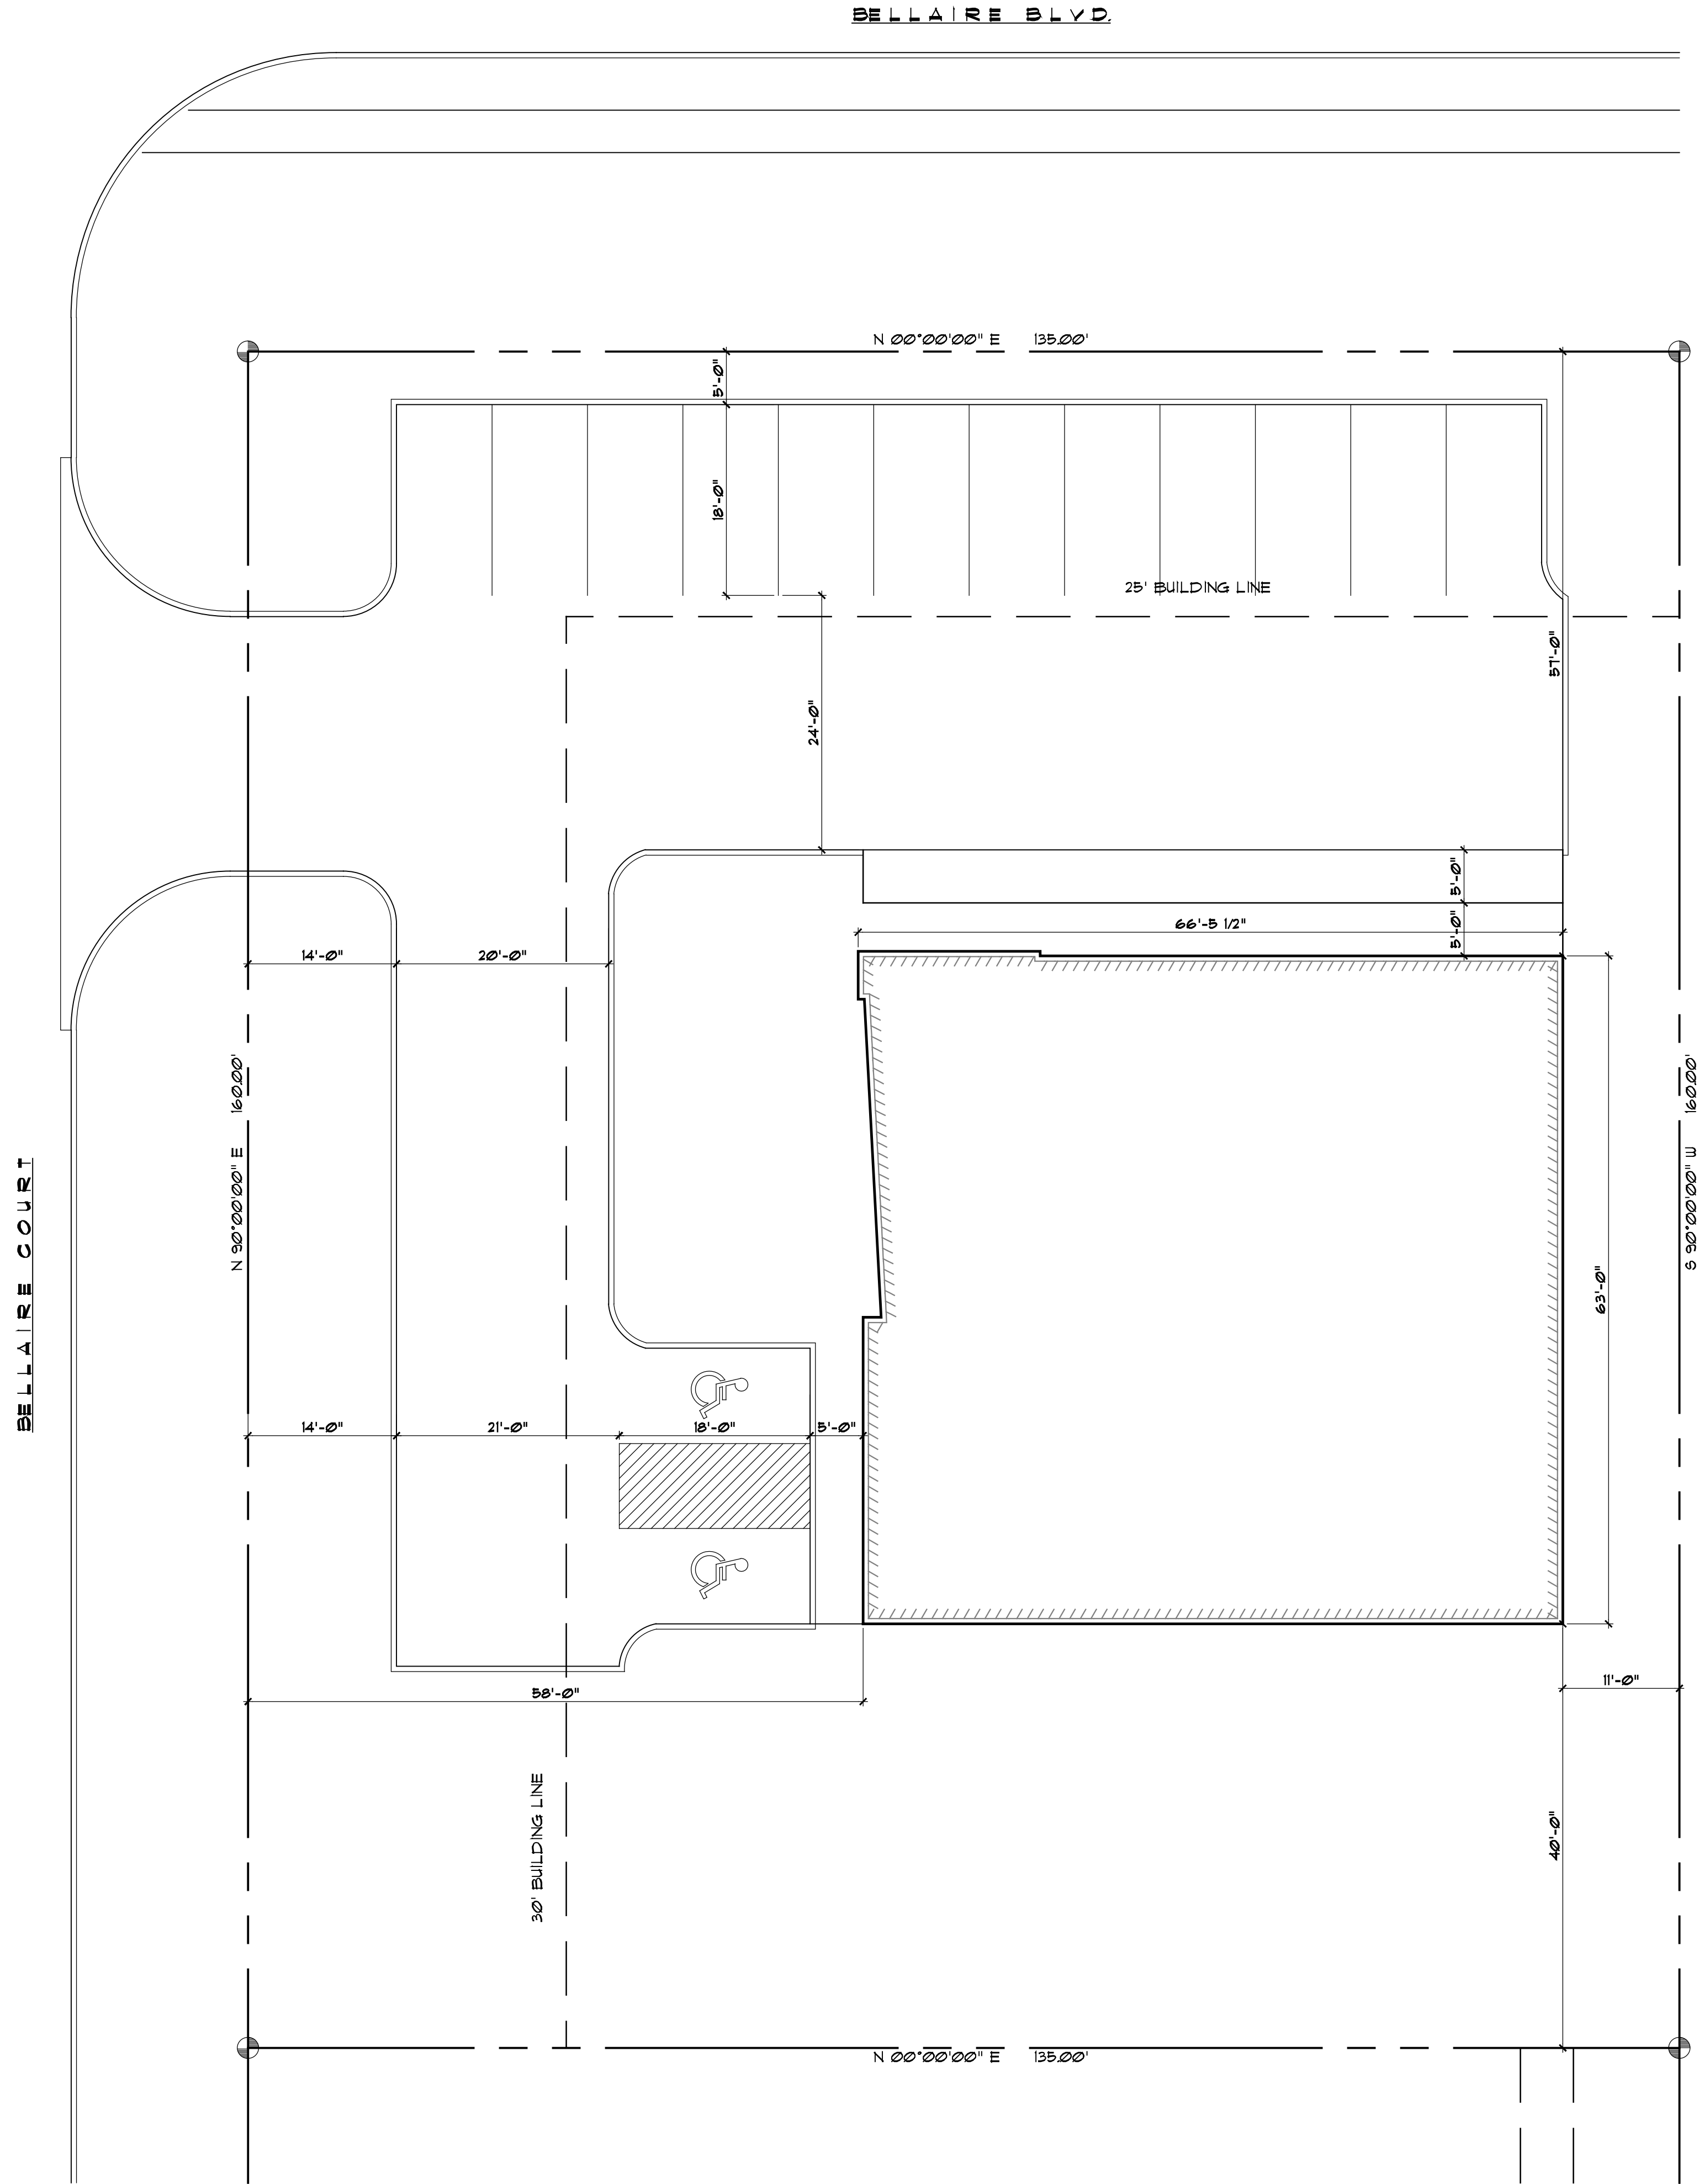 BELLAIRE BLVD.
N 00°00'00" E 135.00'
5'-0"
18'-0"
25' BUILDING LINE
57'-0"
24'-0"
5'-0"
66'-5 1/2"
5'-0"
14'-0"
20'-0"
N 90°00'00" E 160.00'
S 90°00'00" W 160.00'
BELLAIRE COURT
63'-0"
14'-0"
21'-0"
18'-0"
5'-0"
58'-0"
11'-0"
30' BUILDING LINE
40'-0"
N 00°00'00" E 135.00'